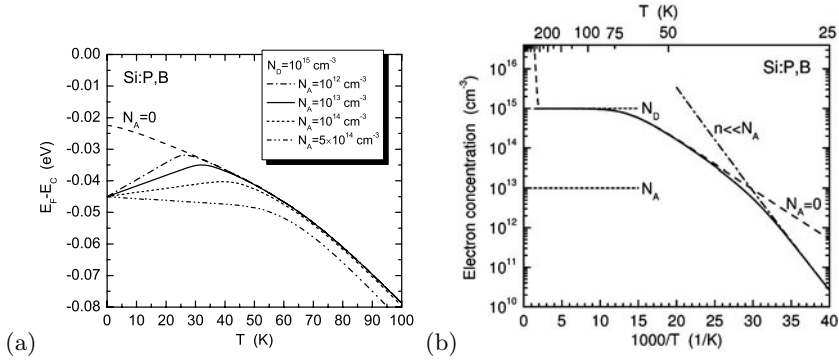 (a)
0.00
-0.01
-0.02
-0.03
-0.04
-0.05
-0.06
-0.07
-0.08
E_F-E_C (eV)
Si:P,B
N_A=0
N_D=10^15 cm^-3
N_A=10^12 cm^-3
N_A=10^13 cm^-3
N_A=10^14 cm^-3
N_A=5×10^14 cm^-3
0 10 20 30 40 50 60 70 80 90 100
T (K)
(b)
T (K)
200 100 75 50 25
Electron concentration (cm^-3)
10^16
10^15
10^14
10^13
10^12
10^11
10^10
Si:P,B
N_D
n<<N_A
N_A
N_A=0
0 5 10 15 20 25 30 35 40
1000/T (1/K)